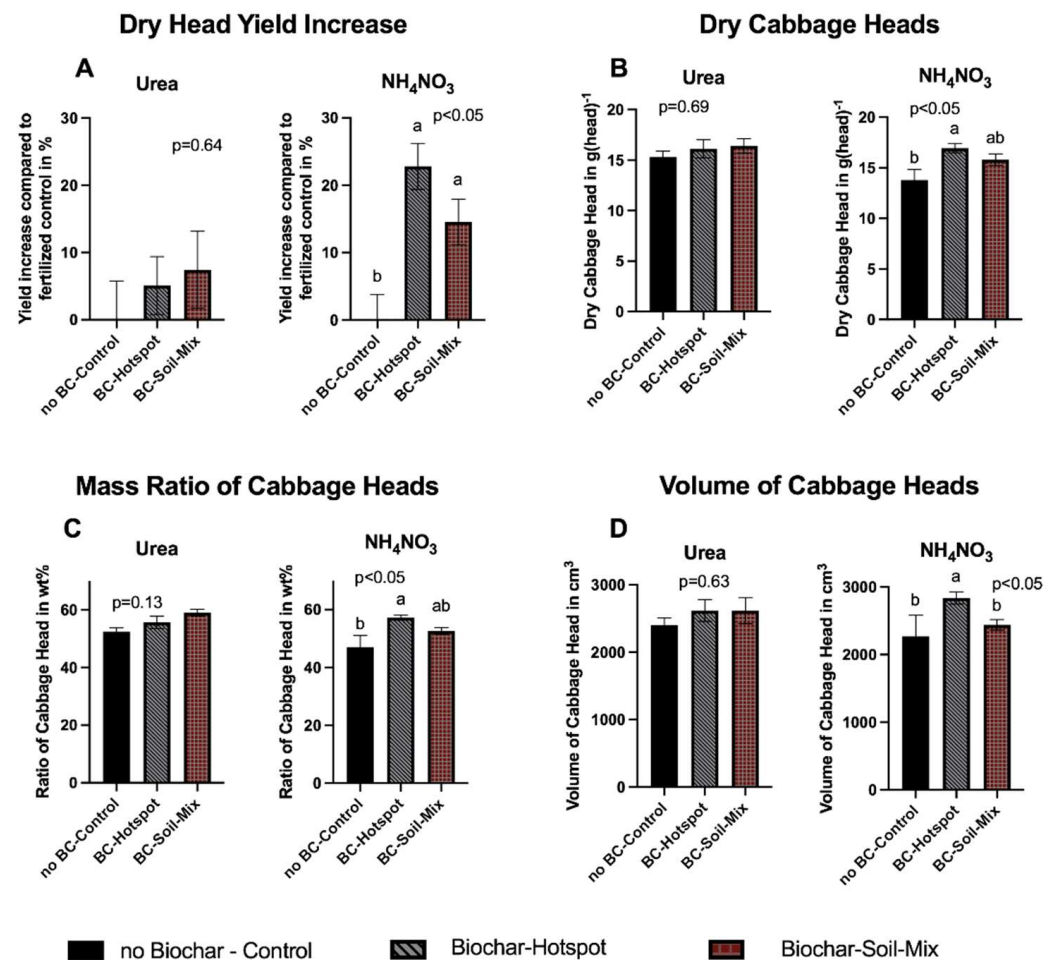 Dry Head Yield Increase
A
Urea
Yield increase compared to
fertilized control in %
30
20
10
0
p=0.64
no BC-Control
BC-Hotspot
BC-Soil-Mix
NH4NO3
Yield increase compared to
fertilized control in %
30
20
10
0
p<0.05
b
a
a
no BC-Control
BC-Hotspot
BC-Soil-Mix
Dry Cabbage Heads
B
Urea
Dry Cabbage Head in g(head)-1
20
15
10
5
0
p=0.69
no BC-Control
BC-Hotspot
BC-Soil-Mix
NH4NO3
Dry Cabbage Head in g(head)-1
20
15
10
5
0
p<0.05
b
a
ab
no BC-Control
BC-Hotspot
BC-Soil-Mix
Mass Ratio of Cabbage Heads
C
Urea
Ratio of Cabbage Head in wt%
60
40
20
0
p=0.13
no BC-Control
BC-Hotspot
BC-Soil-Mix
NH4NO3
Ratio of Cabbage Head in wt%
60
40
20
0
p<0.05
b
a
ab
no BC-Control
BC-Hotspot
BC-Soil-Mix
Volume of Cabbage Heads
D
Urea
Volume of Cabbage Head in cm3
3000
2000
1000
0
p=0.63
no BC-Control
BC-Hotspot
BC-Soil-Mix
NH4NO3
Volume of Cabbage Head in cm3
3000
2000
1000
0
p<0.05
b
a
b
no BC-Control
BC-Hotspot
BC-Soil-Mix
no Biochar - Control
Biochar-Hotspot
Biochar-Soil-Mix